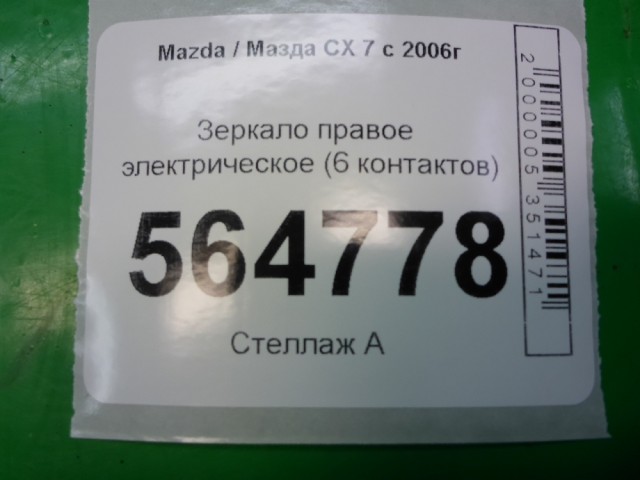 Mazda / Мазда CX 7 с 2006г
Зеркало правое
электрическое (6 контактов)
564778
Стеллаж А
2000005351471